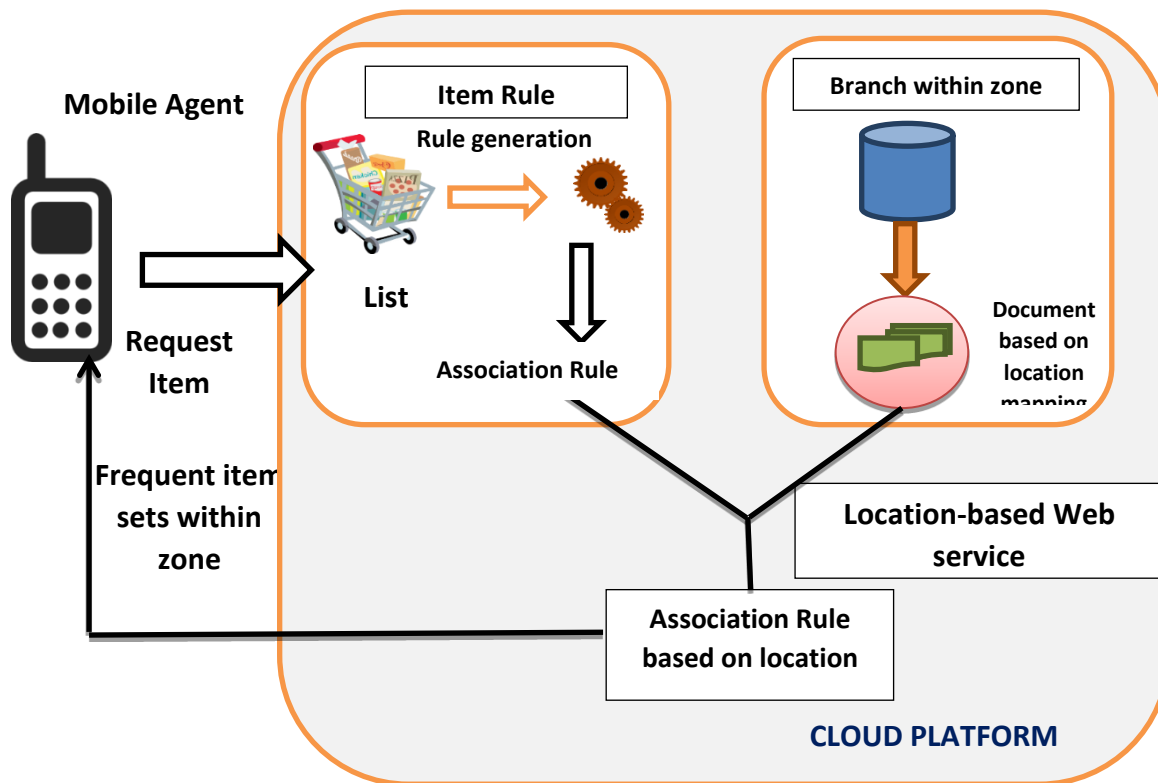 Mobile Agent
Request
Item
Frequent item
sets within
zone
Item Rule
Rule generation
List
Association Rule
Branch within zone
Document
based on
location
mapping
Location-based Web
service
Association Rule
based on location
CLOUD PLATFORM